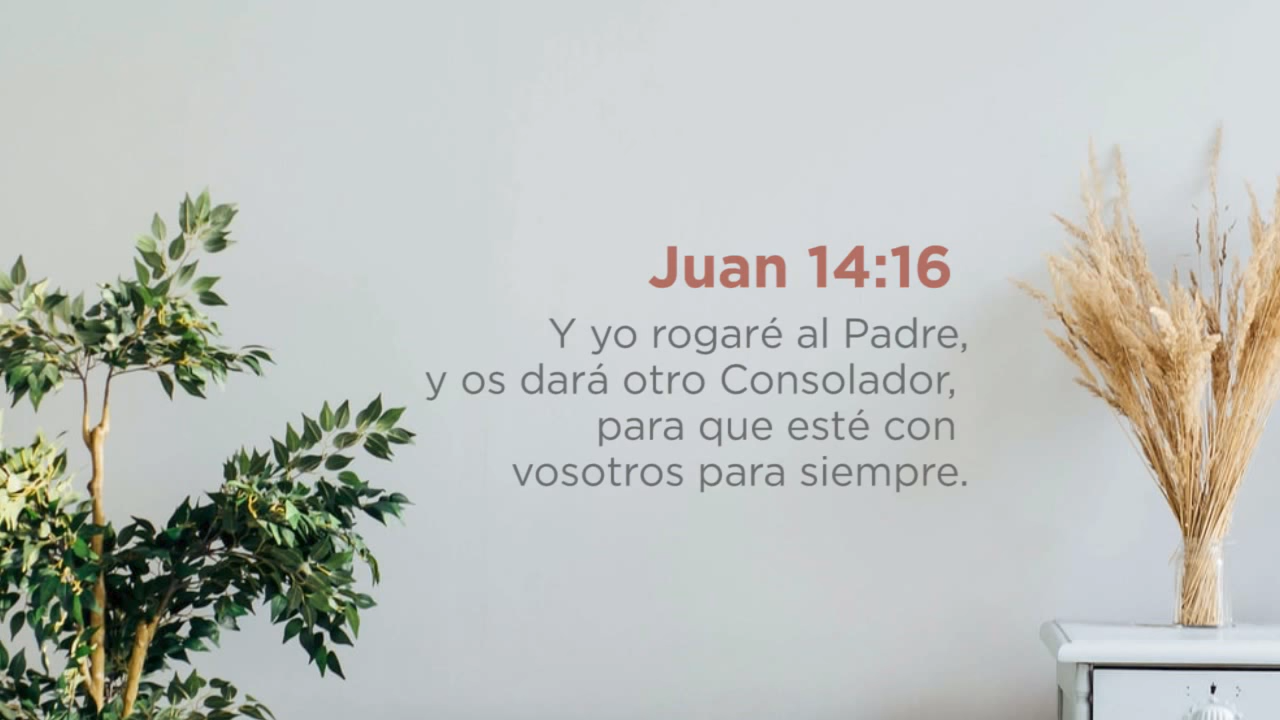 Juan 14:16
Y yo rogaré al Padre,
y os dará otro Consolador,
para que esté con
vosotros para siempre.